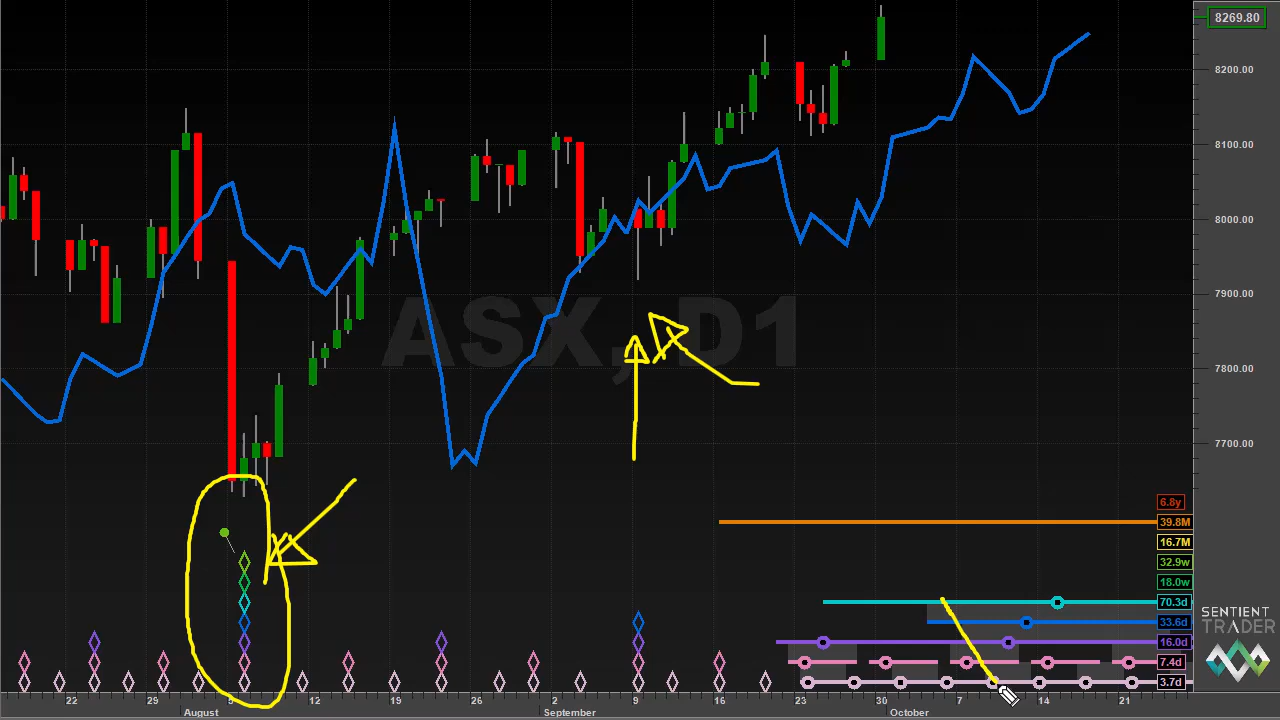 8269.80
8200.00
8100.00
8000.00
7900.00
7800.00
7700.00
ASX, D1
6.8y
39.8M
16.7M
32.9w
18.0w
70.3d
33.6d
16.0d
7.4d
3.7d
SENTIENT
TRADER
22 29 5 12 19 26 2 9 16 23 30 7 14 21
August September October